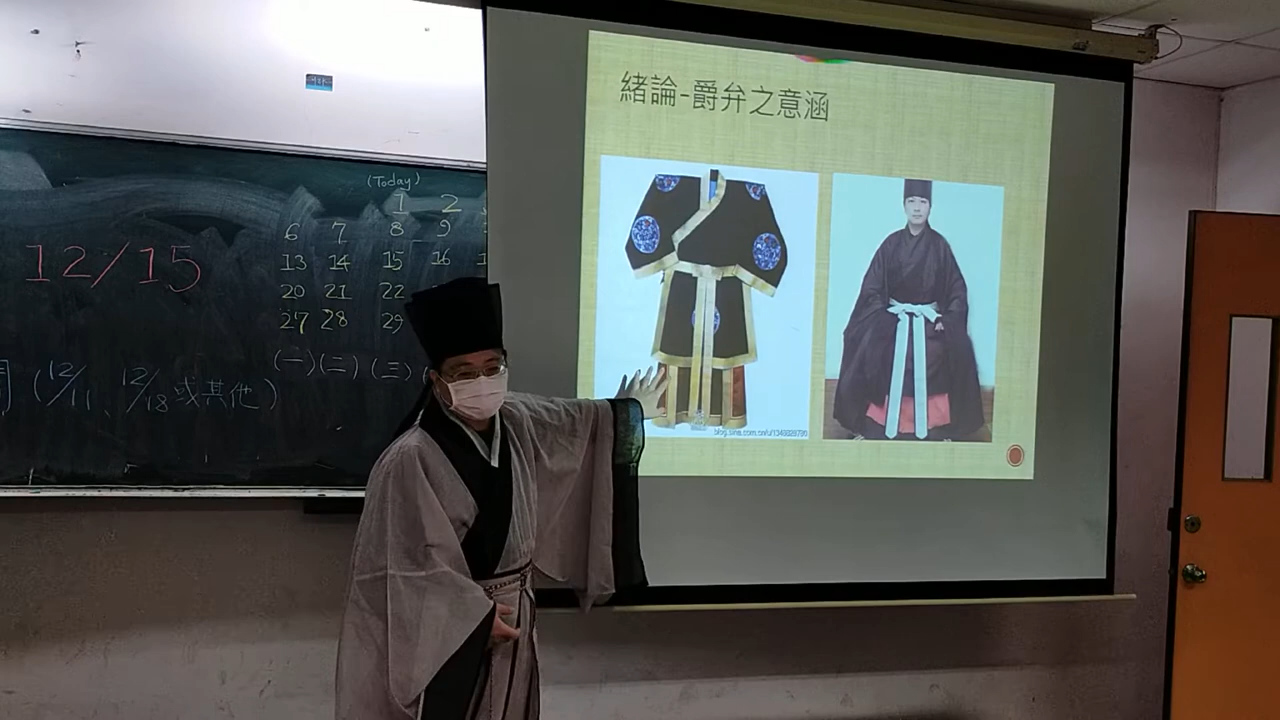 緒論-爵弁之意涵
blog.sina.com.cn/u/1349829780
(Today)
1 2
6 7 8 9
13 14 15 16 1
20 21 22
27 28 29
(一)(二)(三)
12/15
(12/11、12/18或其他)